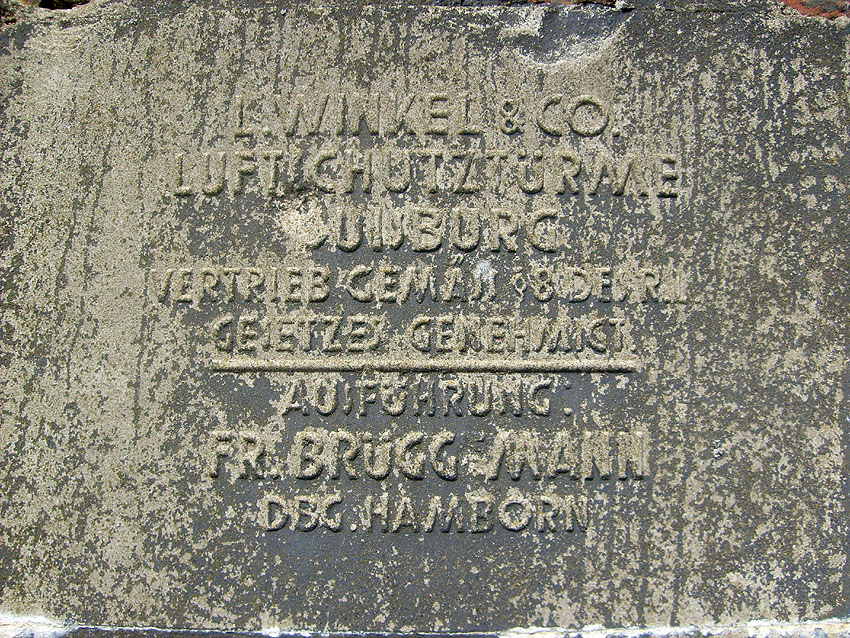 L. WINKEL & CO.
LUFTSCHUTZTÜRME
DUISBURG
VERTRIEB GEMÄSS § 8 DES R.L.
GESETZES GENEHMIGT.
AUSFÜHRUNG:
FR. BRÜGGEMANN
DBG. HAMBORN